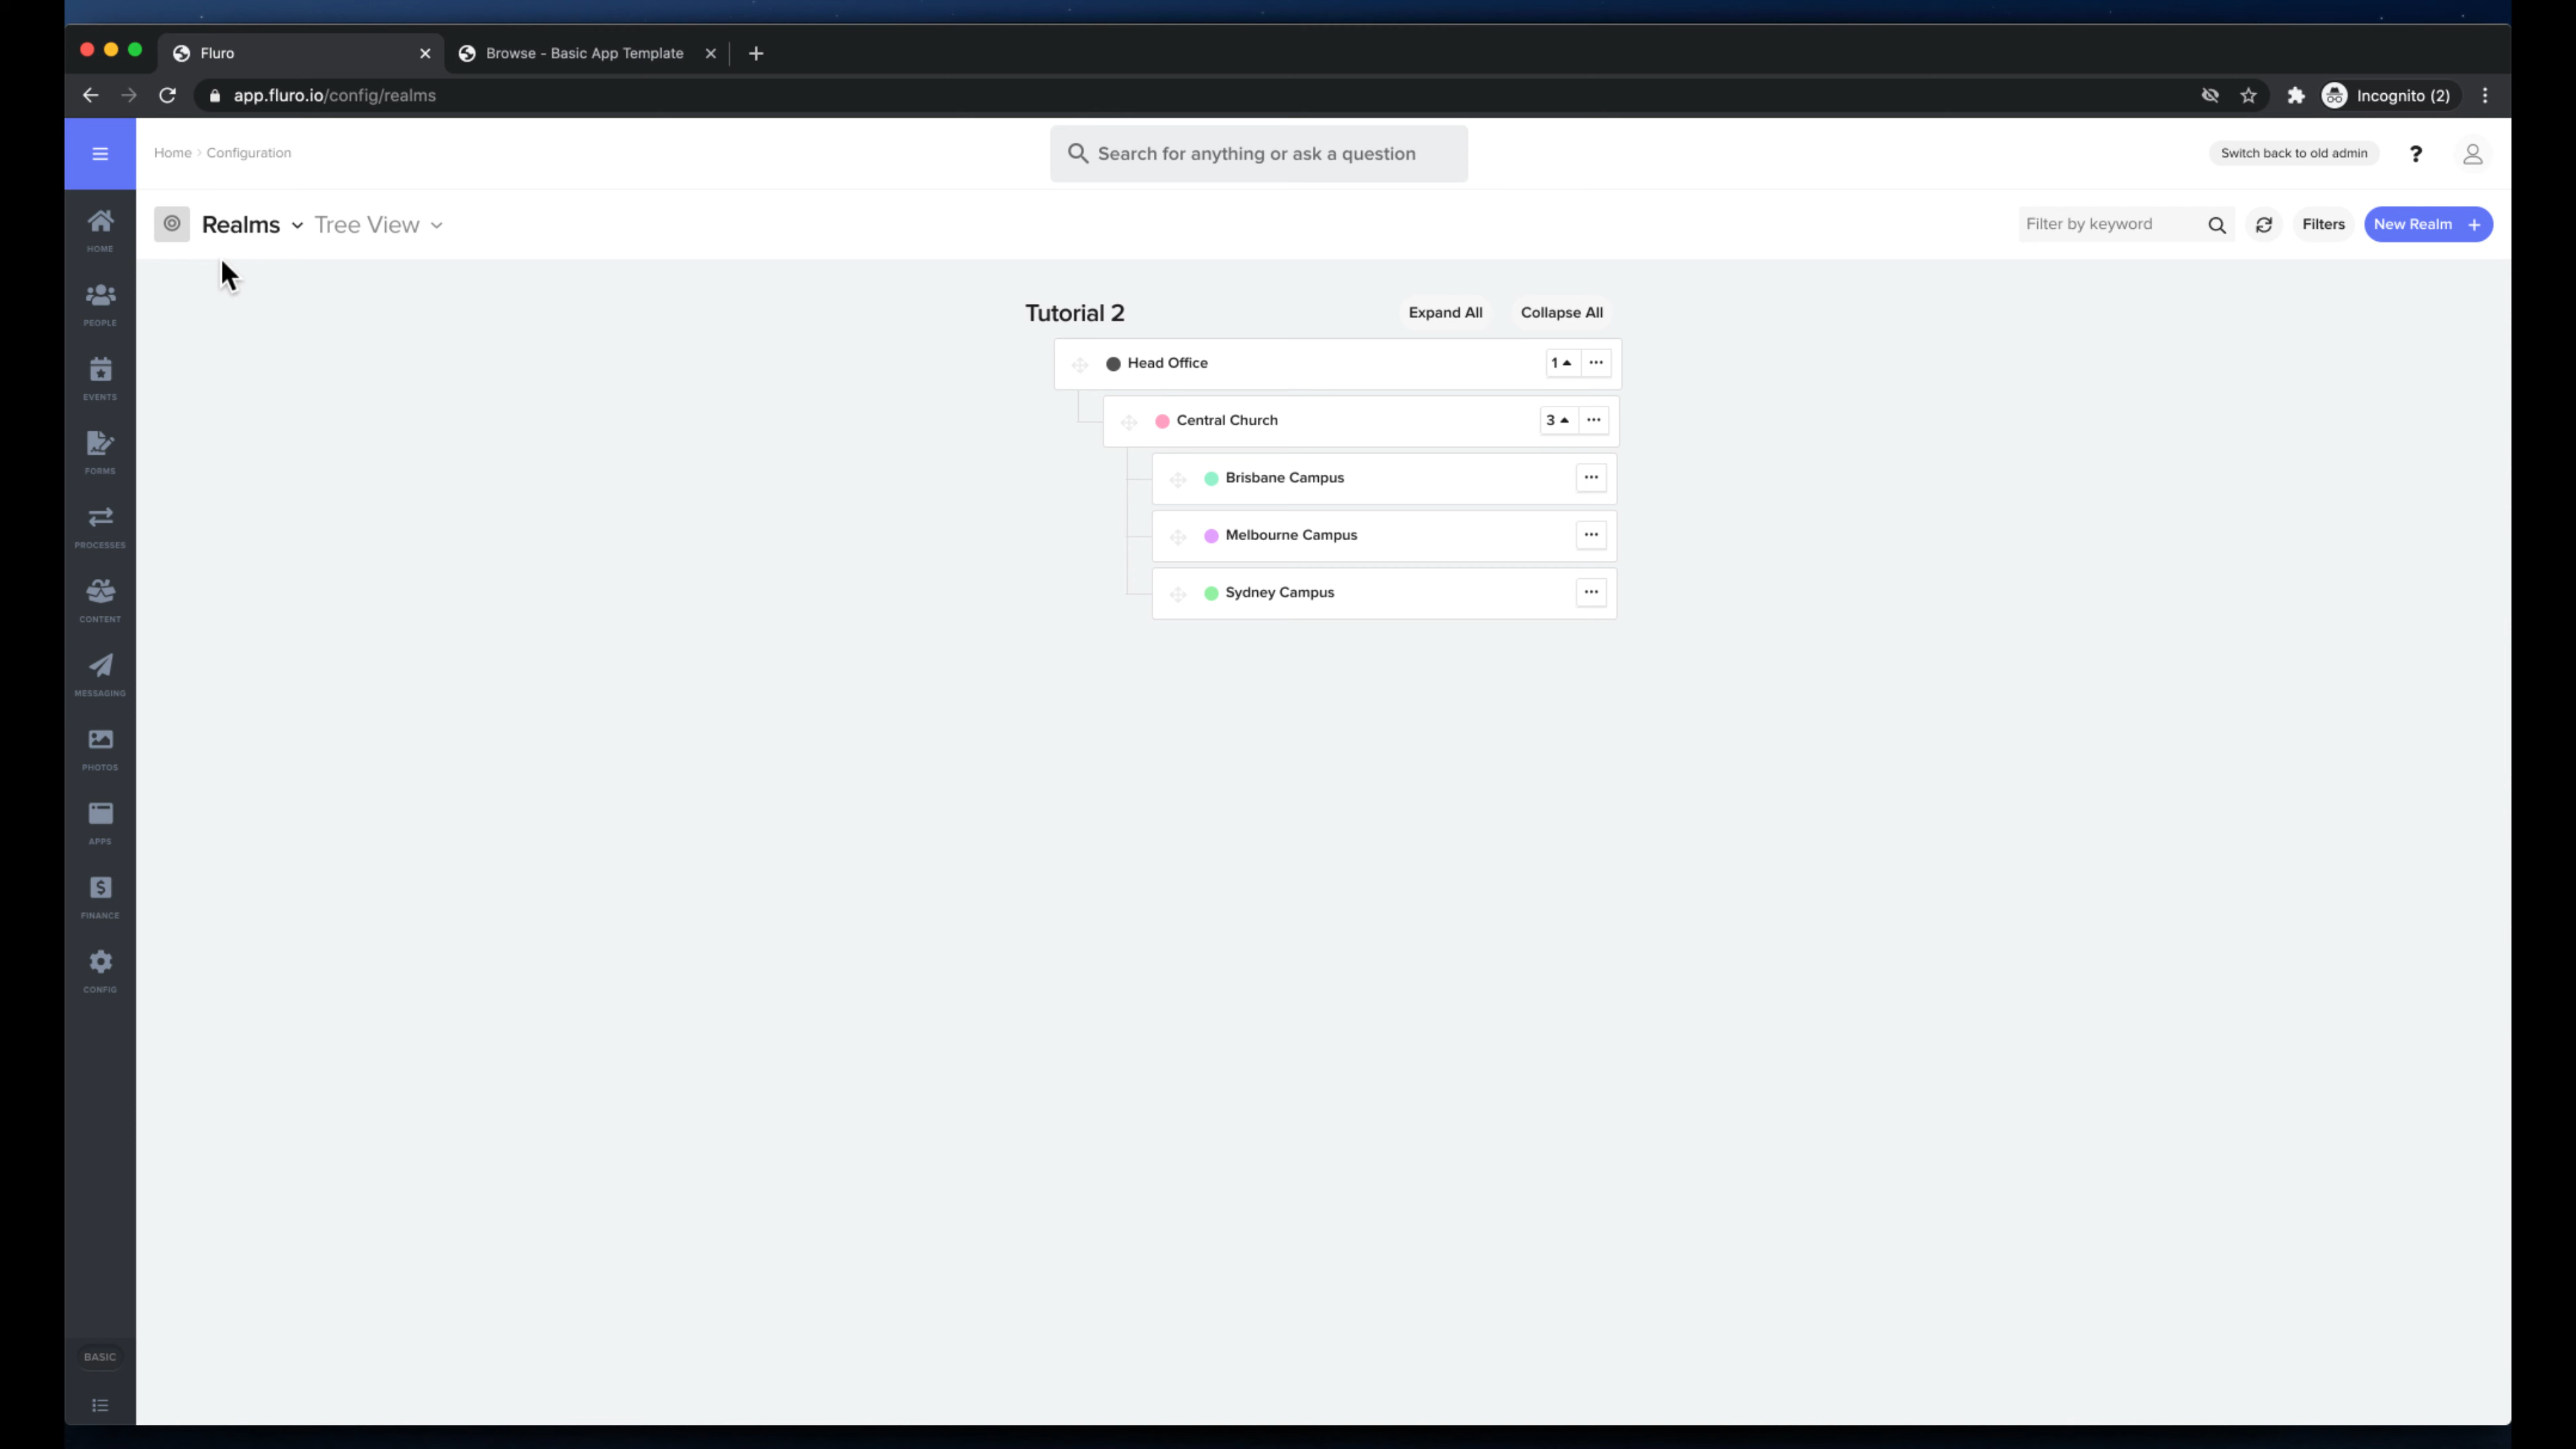 Fluro
Browse - Basic App Template
app.fluro.io/config/realms
Incognito (2)
Home › Configuration
Search for anything or ask a question
Switch back to old admin
?
Realms Tree View
Filter by keyword
Filters
New Realm +
HOME
PEOPLE
EVENTS
FORMS
PROCESSES
CONTENT
MESSAGING
PHOTOS
APPS
FINANCE
CONFIG
BASIC
Tutorial 2
Expand All
Collapse All
Head Office 1
Central Church 3
Brisbane Campus
Melbourne Campus
Sydney Campus